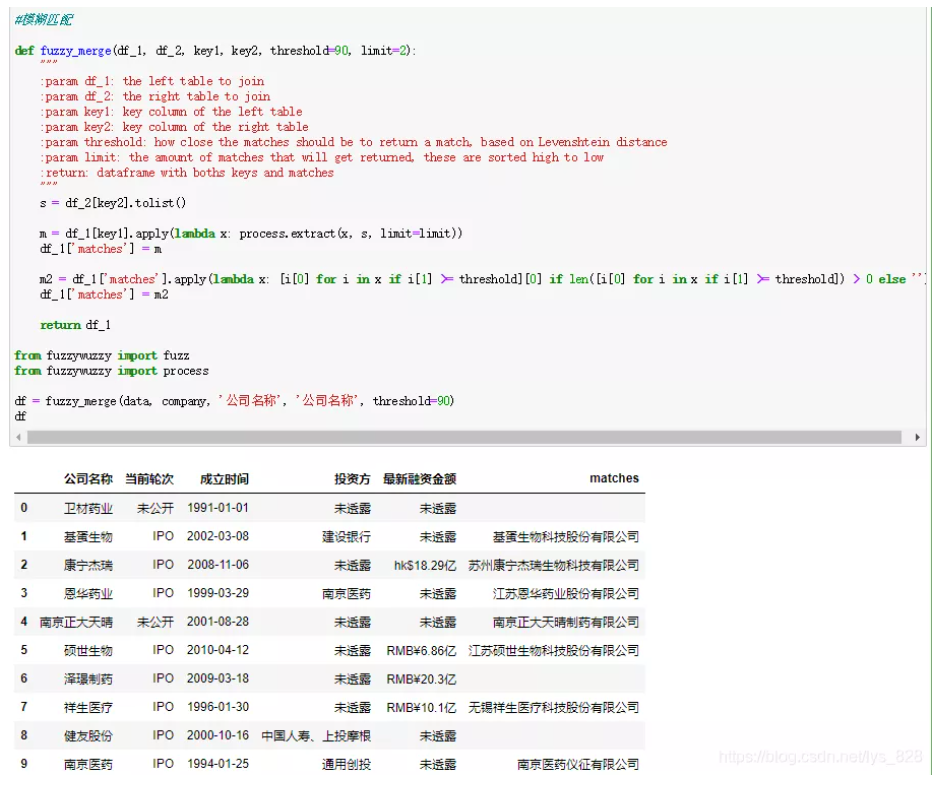 #模糊匹配
def fuzzy_merge(df_1, df_2, key1, key2, threshold=90, limit=2):
"""
:param df_1: the left table to join
:param df_2: the right table to join
:param key1: key column of the left table
:param key2: key column of the right table
:param threshold: how close the matches should be to return a match, based on Levenshtein distance
:param limit: the amount of matches that will get returned, these are sorted high to low
:return: dataframe with boths keys and matches
"""
s = df_2[key2].tolist()
m = df_1[key1].apply(lambda x: process.extract(x, s, limit=limit))
df_1['matches'] = m
m2 = df_1['matches'].apply(lambda x: [i[0] for i in x if i[1] >= threshold][0] if len([i[0] for i in x if i[1] >= threshold]) > 0 else '')
df_1['matches'] = m2
return df_1
from fuzzywuzzy import fuzz
from fuzzywuzzy import process
df = fuzzy_merge(data, company, '公司名称', '公司名称', threshold=90)
df
公司名称 当前轮次 成立时间 投资方 最新融资金额 matches
0 卫材药业 未公开 1991-01-01 未透露 未透露
1 基蛋生物 IPO 2002-03-08 建设银行 未透露 基蛋生物科技股份有限公司
2 康宁杰瑞 IPO 2008-11-06 未透露 hk$18.29亿 苏州康宁杰瑞生物科技有限公司
3 恩华药业 IPO 1999-03-29 南京医药 未透露 江苏恩华药业股份有限公司
4 南京正大天晴 未公开 2001-08-28 未透露 未透露 南京正大天晴制药有限公司
5 硕世生物 IPO 2010-04-12 未透露 RMB¥6.86亿 江苏硕世生物科技股份有限公司
6 泽璟制药 IPO 2009-03-18 未透露 RMB¥20.3亿
7 祥生医疗 IPO 1996-01-30 未透露 RMB¥10.1亿 无锡祥生医疗科技股份有限公司
8 健友股份 IPO 2000-10-16 中国人寿、上投摩根 未透露
9 南京医药 IPO 1994-01-25 通用创投 未透露 南京医药仪征有限公司
https://blog.csdn.net/lys_828